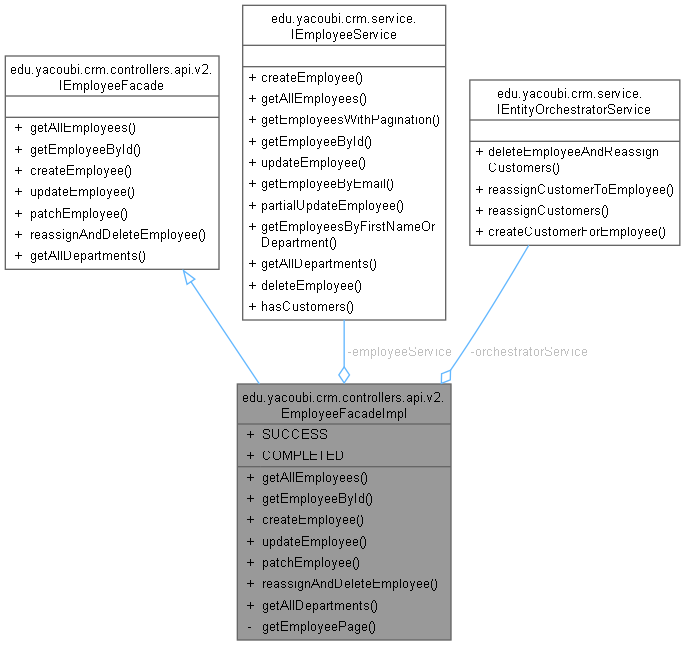 edu.yacoubi.crm.service.
IEmployeeService
+ createEmployee()
+ getAllEmployees()
+ getEmployeesWithPagination()
+ getEmployeeById()
+ updateEmployee()
+ getEmployeeByEmail()
+ partialUpdateEmployee()
+ getEmployeesByFirstNameOr
Department()
+ getAllDepartments()
+ deleteEmployee()
+ hasCustomers()
edu.yacoubi.crm.controllers.api.v2.
IEmployeeFacade
+ getAllEmployees()
+ getEmployeeById()
+ createEmployee()
+ updateEmployee()
+ patchEmployee()
+ reassignAndDeleteEmployee()
+ getAllDepartments()
edu.yacoubi.crm.service.
IEntityOrchestratorService
+ deleteEmployeeAndReassign
Customers()
+ reassignCustomerToEmployee()
+ reassignCustomers()
+ createCustomerForEmployee()
-employeeService
-orchestratorService
edu.yacoubi.crm.controllers.api.v2.
EmployeeFacadeImpl
+ SUCCESS
+ COMPLETED
+ getAllEmployees()
+ getEmployeeById()
+ createEmployee()
+ updateEmployee()
+ patchEmployee()
+ reassignAndDeleteEmployee()
+ getAllDepartments()
- getEmployeePage()